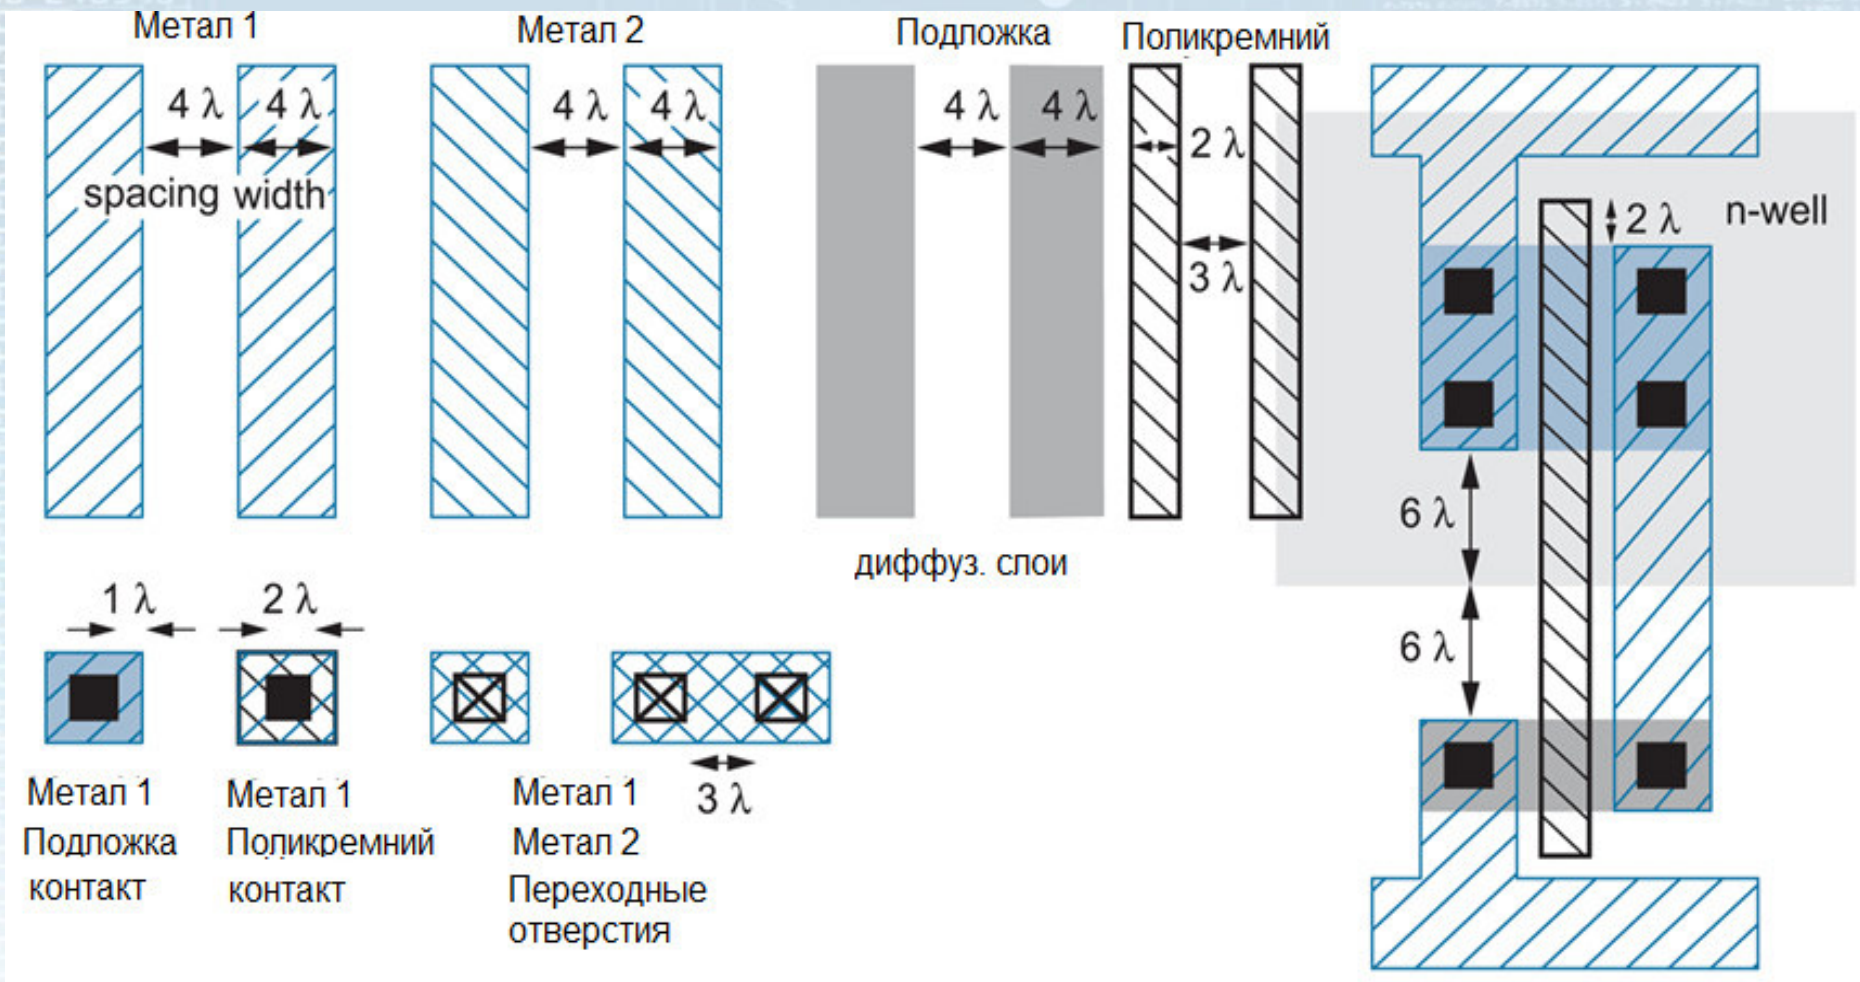 Метал 1
Метал 2
Подложка
Поликремний
4 λ
4 λ
spacing width
4 λ
4 λ
4 λ
4 λ
2 λ
3 λ
2 λ
n-well
6 λ
6 λ
диффуз. слои
1 λ
2 λ
3 λ
Метал 1
Подложка
контакт
Метал 1
Поликремний
контакт
Метал 1
Метал 2
Переходные
отверстия